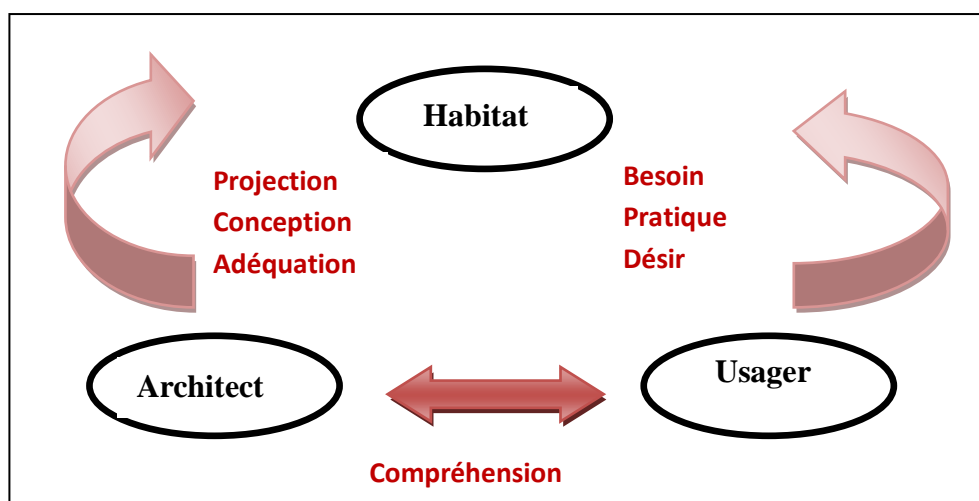 Habitat
Projection
Conception
Adéquation
Besoin
Pratique
Désir
Architect
Usager
Compréhension